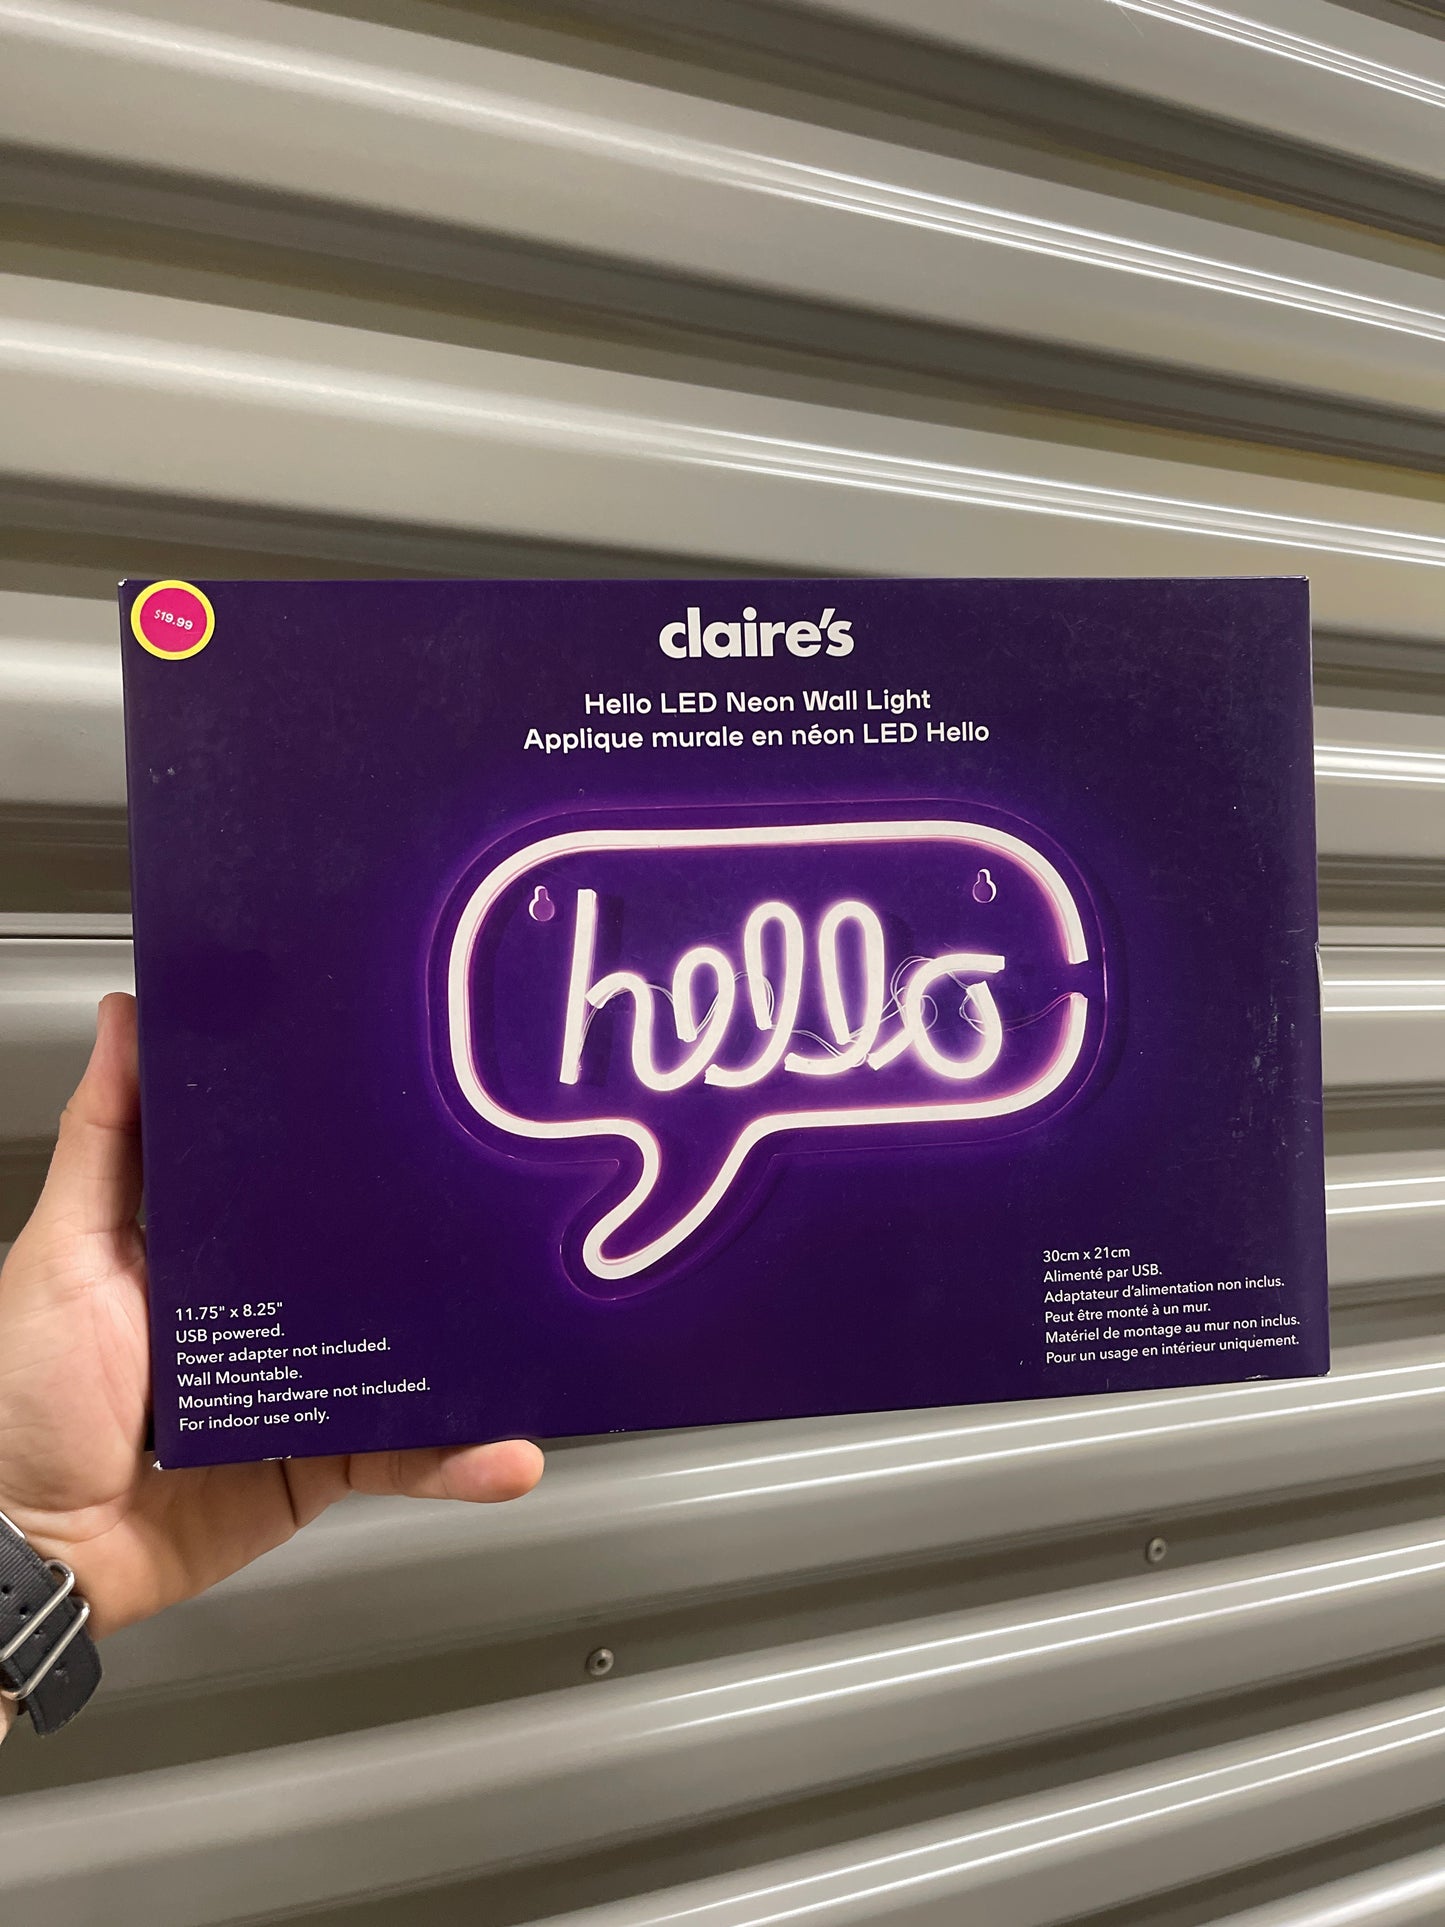 $19.99
claire's
Hello LED Neon Wall Light
Applique murale en néon LED Hello
hello
11.75" x 8.25"
USB powered.
Power adapter not included.
Wall Mountable.
Mounting hardware not included.
For indoor use only.
30cm x 21cm
Alimenté par USB.
Adaptateur d'alimentation non inclus.
Peut être monté à un mur.
Matériel de montage au mur non inclus.
Pour un usage en intérieur uniquement.